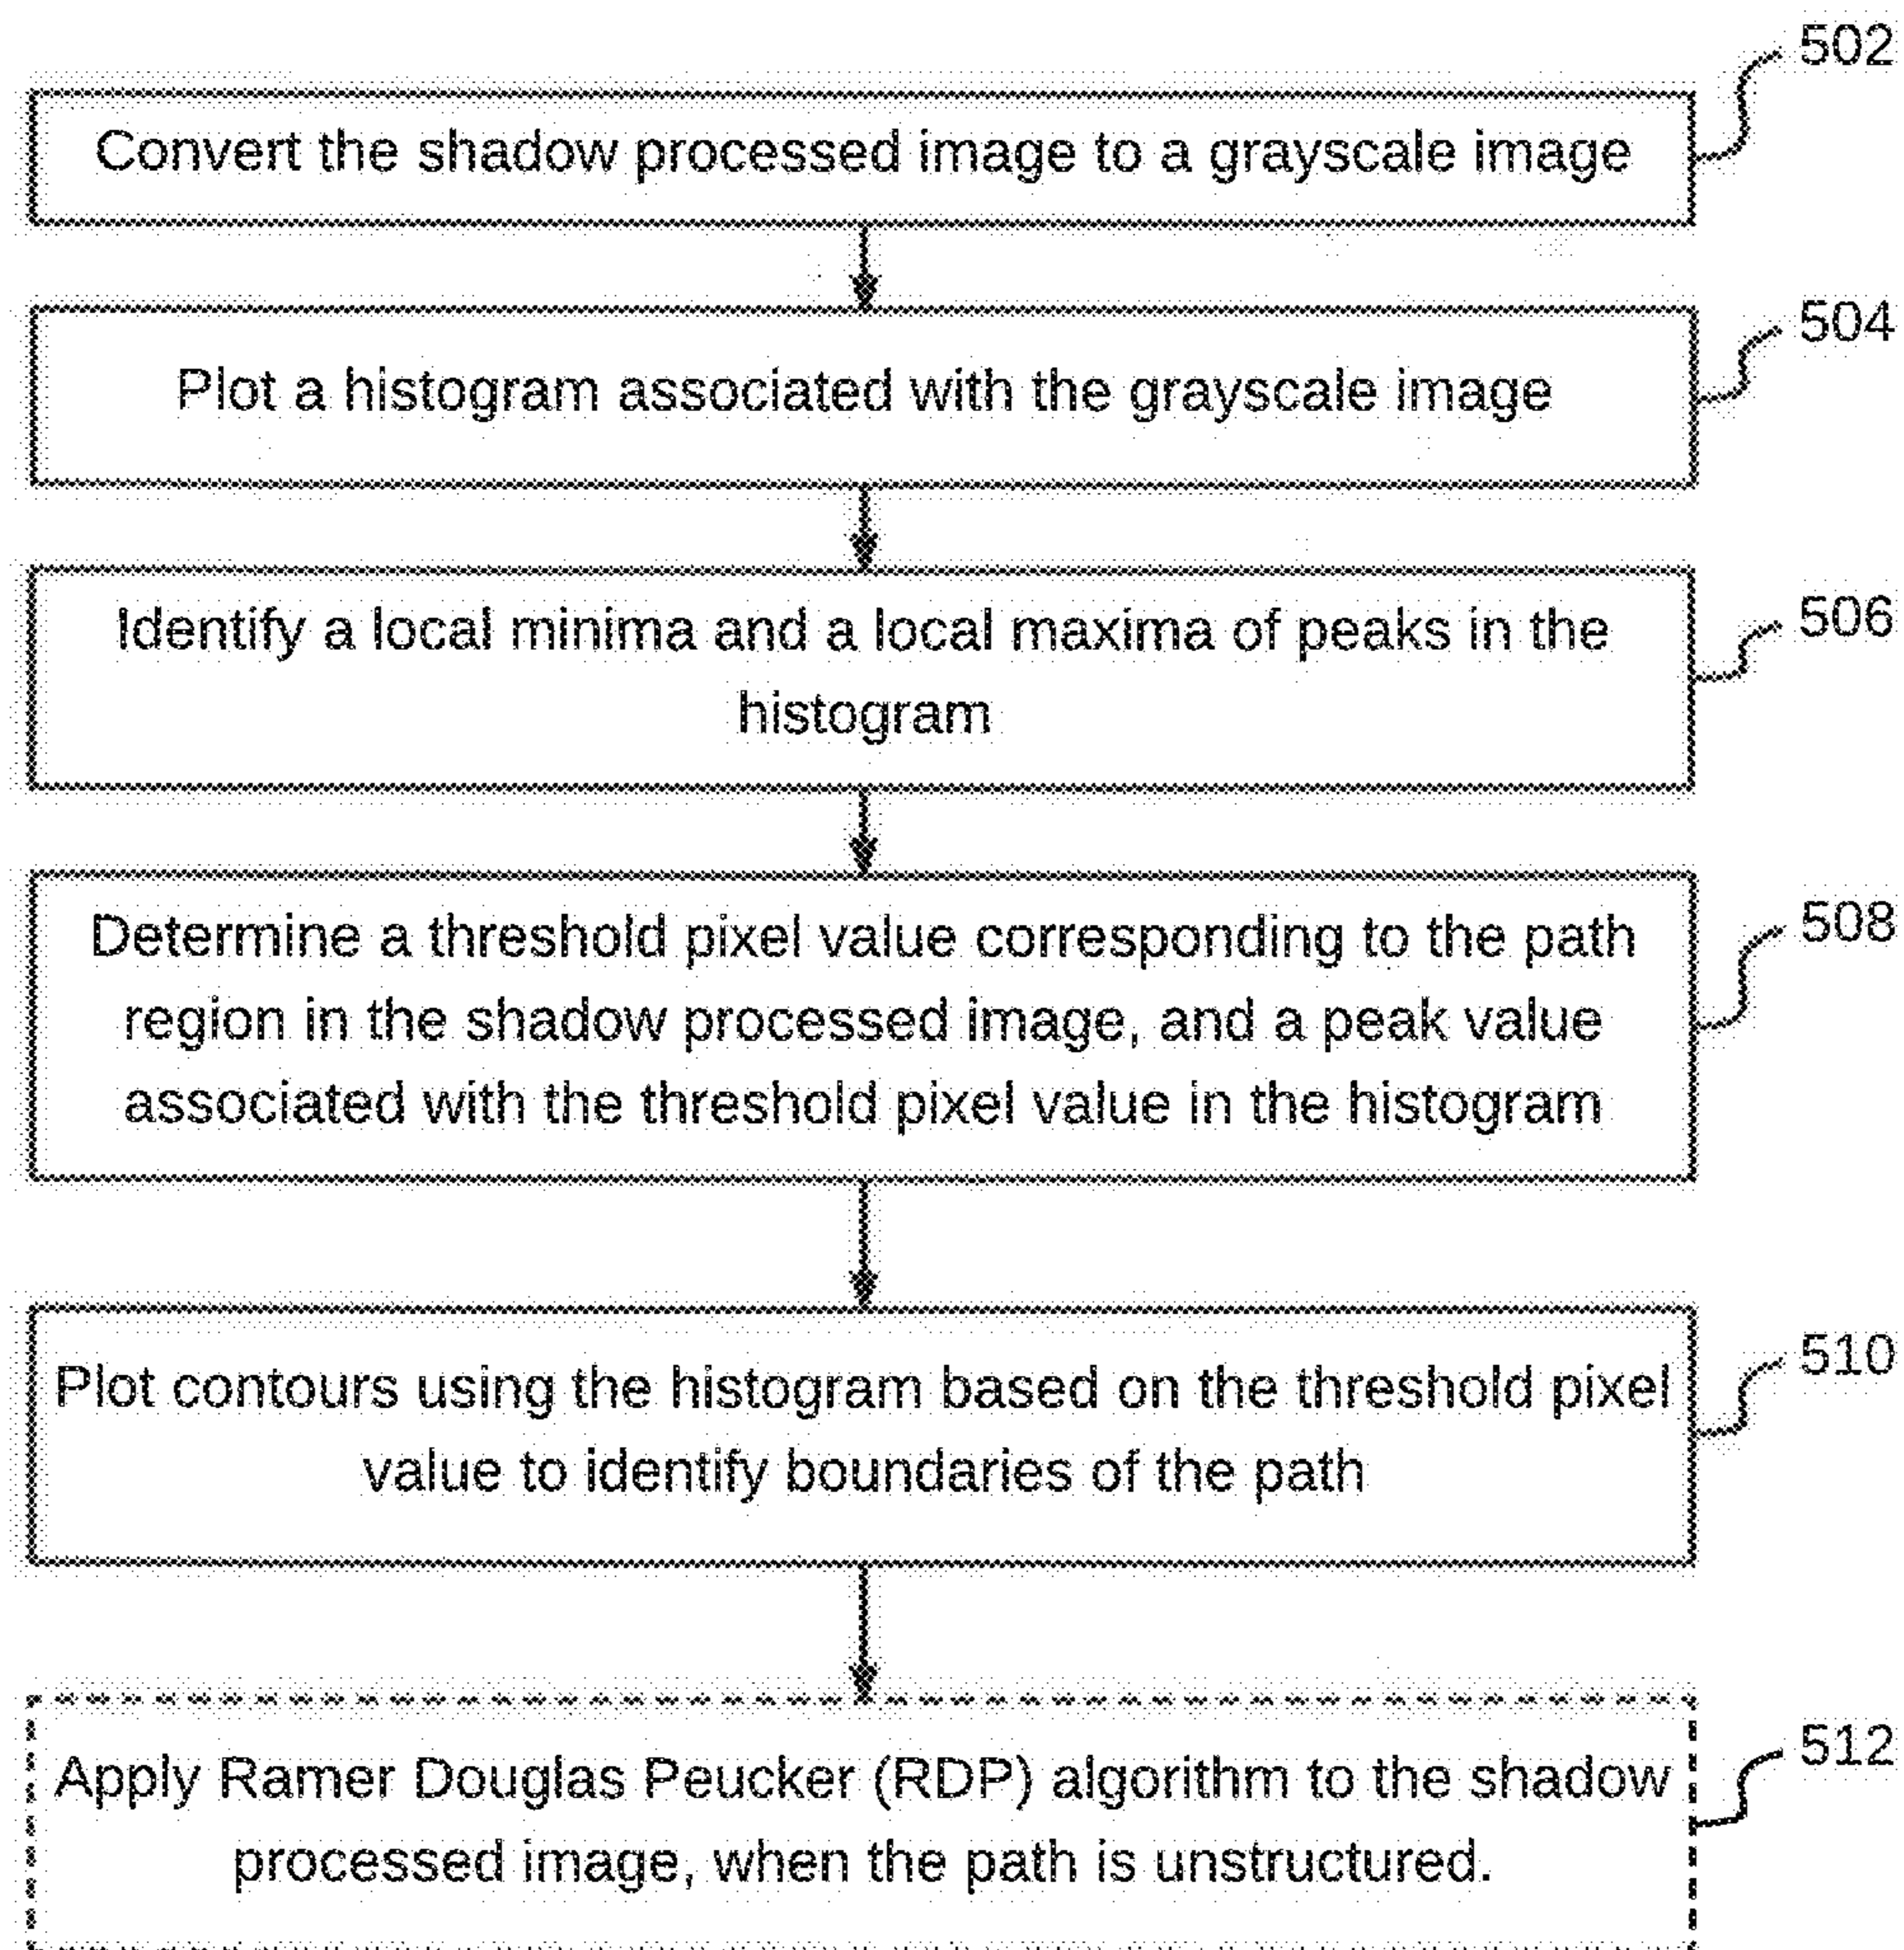 502
Convert the shadow processed image to a grayscale image
504
Plot a histogram associated with the grayscale image
506
Identify a local minima and a local maxima of peaks in the
histogram
508
Determine a threshold pixel value corresponding to the path
region in the shadow processed image, and a peak value
associated with the threshold pixel value in the histogram
510
Plot contours using the histogram based on the threshold pixel
value to identify boundaries of the path
512
Apply Ramer Douglas Peucker (RDP) algorithm to the shadow
processed image, when the path is unstructured.